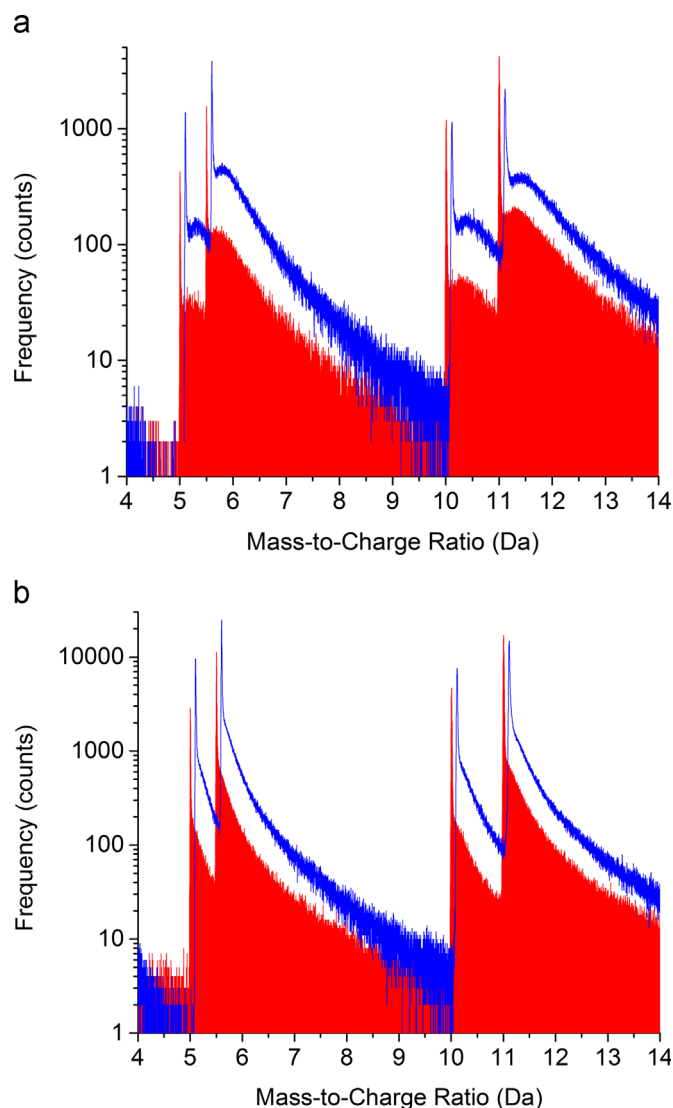 a
1000
100
10
1
Frequency (counts)
4 5 6 7 8 9 10 11 12 13 14
Mass-to-Charge Ratio (Da)
b
10000
1000
100
10
1
Frequency (counts)
4 5 6 7 8 9 10 11 12 13 14
Mass-to-Charge Ratio (Da)